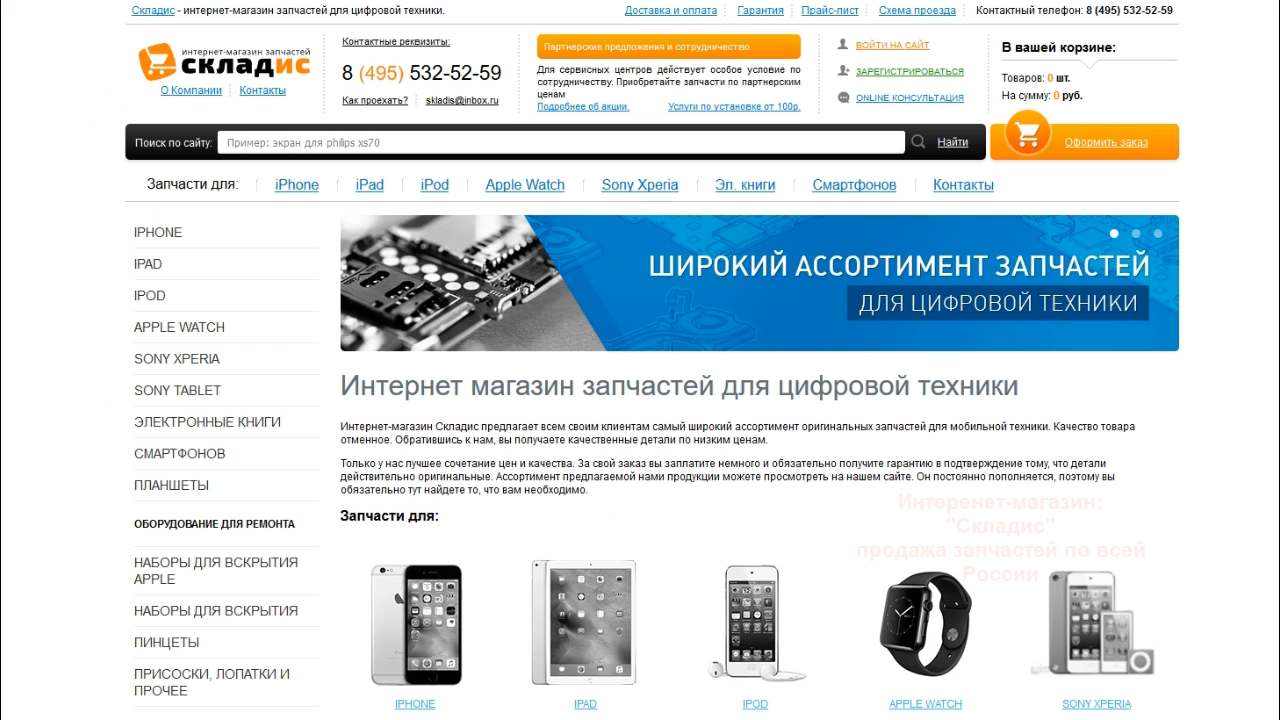 Складис - интернет-магазин запчастей для цифровой техники.
Доставка и оплата
Гарантия
Прайс-лист
Схема проезда
Контактный телефон: 8 (495) 532-52-59
интернет-магазин запчастей
складис
О Компании
Контакты
Контактные реквизиты:
8 (495) 532-52-59
Как проехать?
skladis@inbox.ru
Партнерские предложения и сотрудничество
Для сервисных центров действует особое условие по
сотрудничеству. Приобретайте запчасти по партнерским
ценам
Подробнее об акции.
Услуги по установке от 100р.
ВОЙТИ НА САЙТ
ЗАРЕГИСТРИРОВАТЬСЯ
ONLINE КОНСУЛЬТАЦИЯ
В вашей корзине:
Товаров: 0 шт.
На сумму: 0 руб.
Поиск по сайту:
Пример: экран для philips xs70
Найти
Оформить заказ
Запчасти для:
iPhone
iPad
iPod
Apple Watch
Sony Xperia
Эл. книги
Смартфонов
Контакты
IPHONE
IPAD
IPOD
APPLE WATCH
SONY XPERIA
SONY TABLET
ЭЛЕКТРОННЫЕ КНИГИ
СМАРТФОНОВ
ПЛАНШЕТЫ
ОБОРУДОВАНИЕ ДЛЯ РЕМОНТА
НАБОРЫ ДЛЯ ВСКРЫТИЯ
APPLE
НАБОРЫ ДЛЯ ВСКРЫТИЯ
ПИНЦЕТЫ
ПРИСОСКИ, ЛОПАТКИ И
ПРОЧЕЕ
ШИРОКИЙ АССОРТИМЕНТ ЗАПЧАСТЕЙ
ДЛЯ ЦИФРОВОЙ ТЕХНИКИ
Интернет магазин запчастей для цифровой техники
Интернет-магазин Складис предлагает всем своим клиентам самый широкий ассортимент оригинальных запчастей для мобильной техники. Качество товара
отменное. Обратившись к нам, вы получаете качественные детали по низким ценам.
Только у нас лучшее сочетание цен и качества. За свой заказ вы заплатите немного и обязательно получите гарантию в подтверждение тому, что детали
действительно оригинальные. Ассортимент предлагаемой нами продукции можете просмотреть на нашем сайте. Он постоянно пополняется, поэтому вы
обязательно тут найдете то, что вам необходимо.
Интеренет-магазин:
"Складис"
продажа запчастей по всей
России
Запчасти для:
IPHONE
IPAD
IPOD
APPLE WATCH
SONY XPERIA